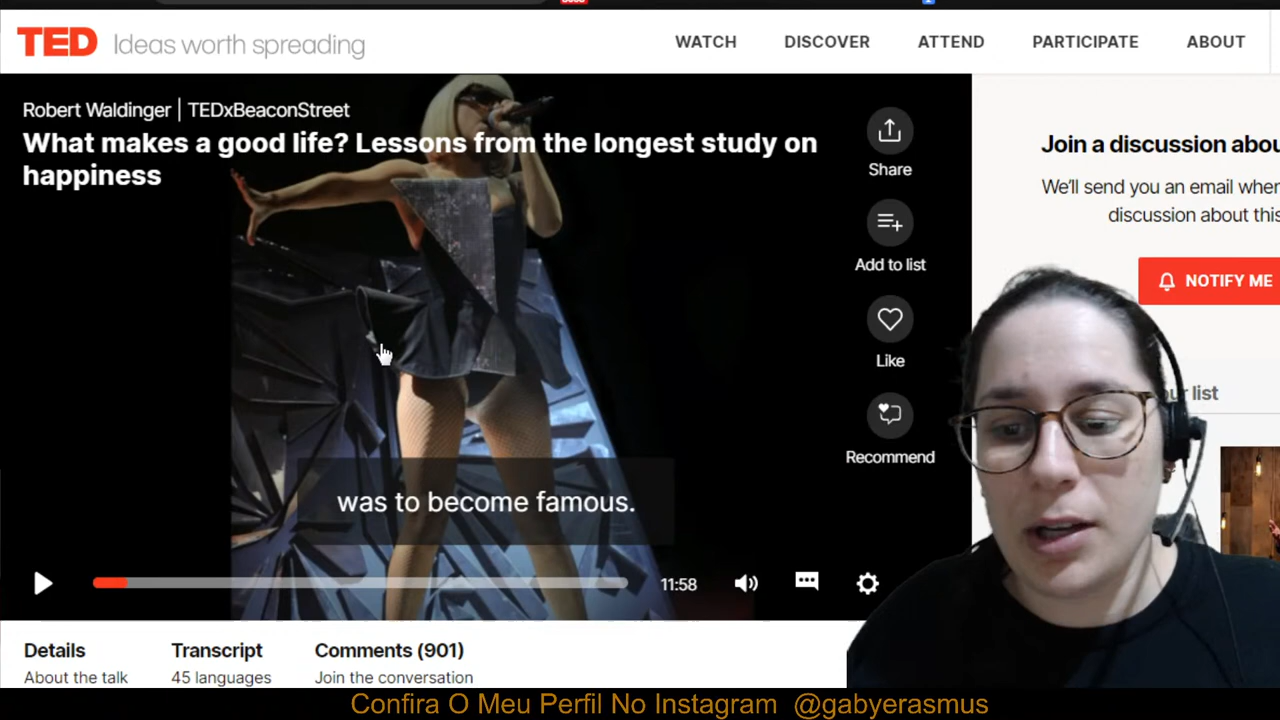 TED Ideas worth spreading
WATCH DISCOVER ATTEND PARTICIPATE ABOUT
Robert Waldinger | TEDxBeaconStreet
What makes a good life? Lessons from the longest study on
happiness
Share
Add to list
Like
Recommend
Join a discussion
We'll send you an email
discussion about
NOTIFY ME
list
was to become famous.
11:58
Details
About the talk
Transcript
45 languages
Comments (901)
Join the conversation
Confira O Meu Perfil No Instagram @gabyerasmus